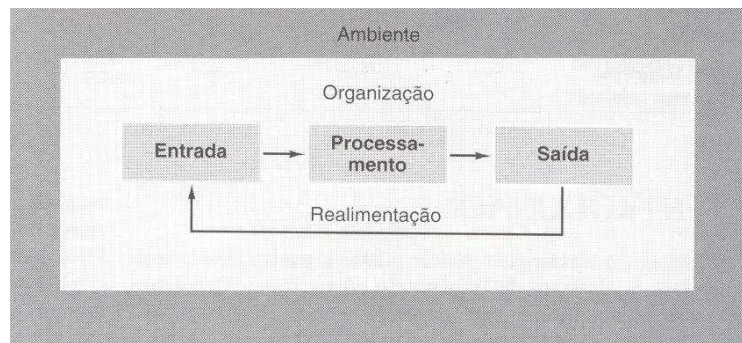 Ambiente
Organização
Entrada
Processa-
mento
Saída
Realimentação